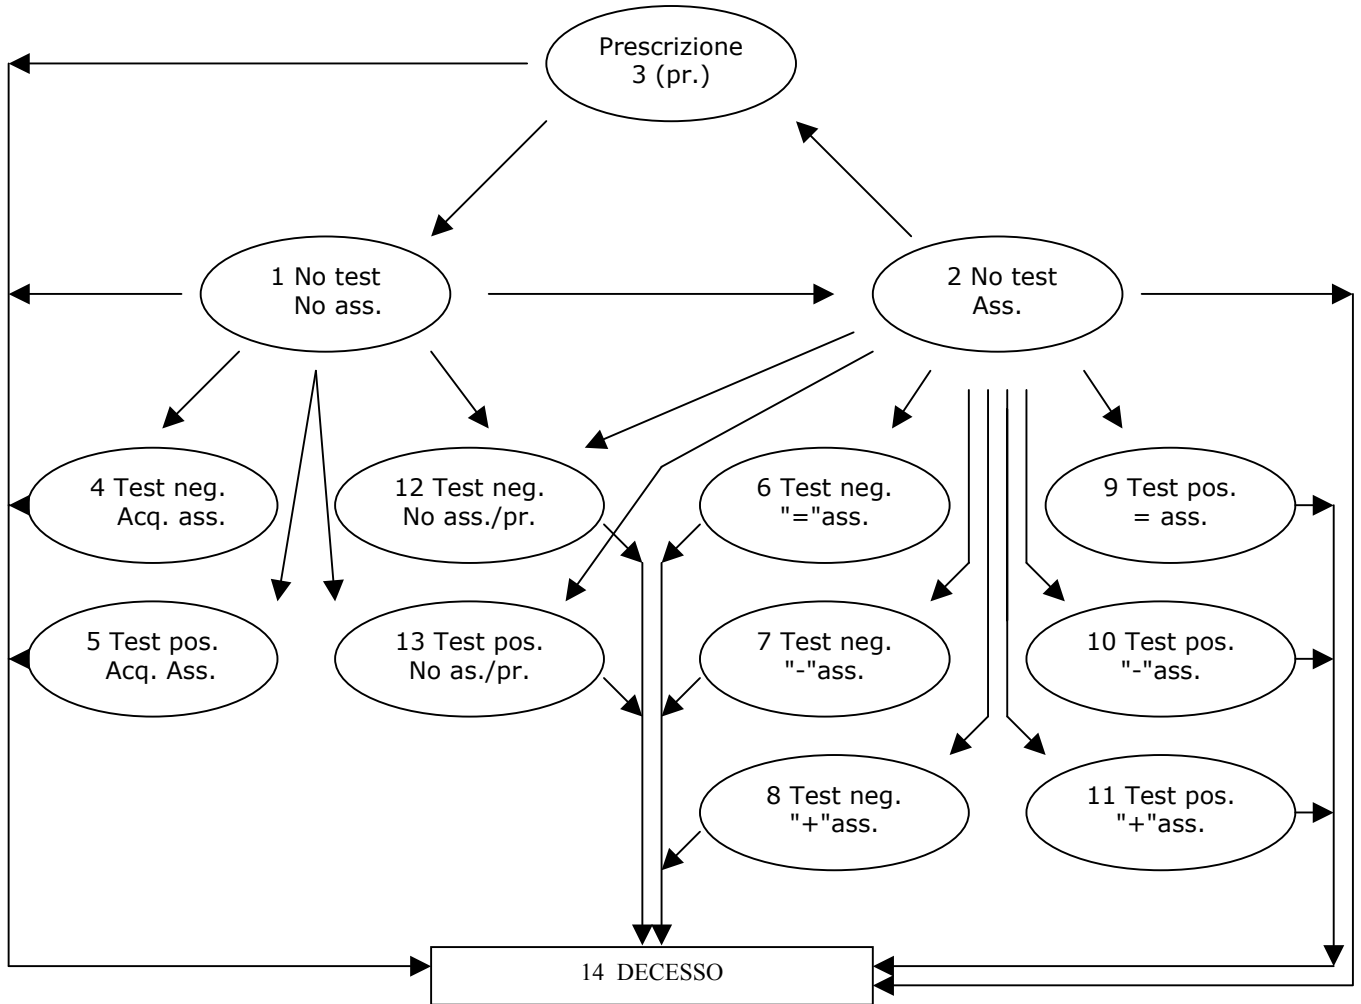 Prescrizione
3 (pr.)
1 No test
No ass.
2 No test
Ass.
4 Test neg.
Acq. ass.
12 Test neg.
No ass./pr.
6 Test neg.
"="ass.
9 Test pos.
= ass.
5 Test pos.
Acq. Ass.
13 Test pos.
No as./pr.
7 Test neg.
"-"ass.
10 Test pos.
"-"ass.
8 Test neg.
"+"ass.
11 Test pos.
"+"ass.
14 DECESSO